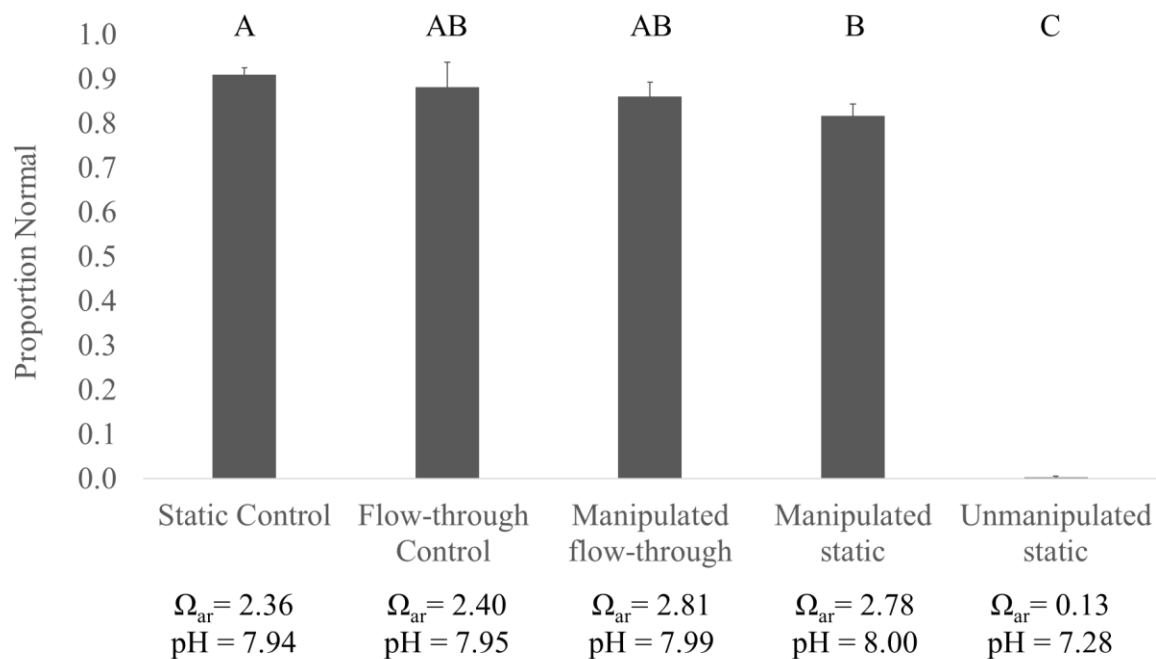 A AB AB B C
1.0
0.9
0.8
0.7
0.6
0.5
0.4
0.3
0.2
0.1
0.0
Proportion Normal
Static Control Flow-through Manipulated Manipulated Unmanipulated
Control flow-through static static
Ωar= 2.36 Ωar= 2.40 Ωar= 2.81 Ωar= 2.78 Ωar= 0.13
pH = 7.94 pH = 7.95 pH = 7.99 pH = 8.00 pH = 7.28